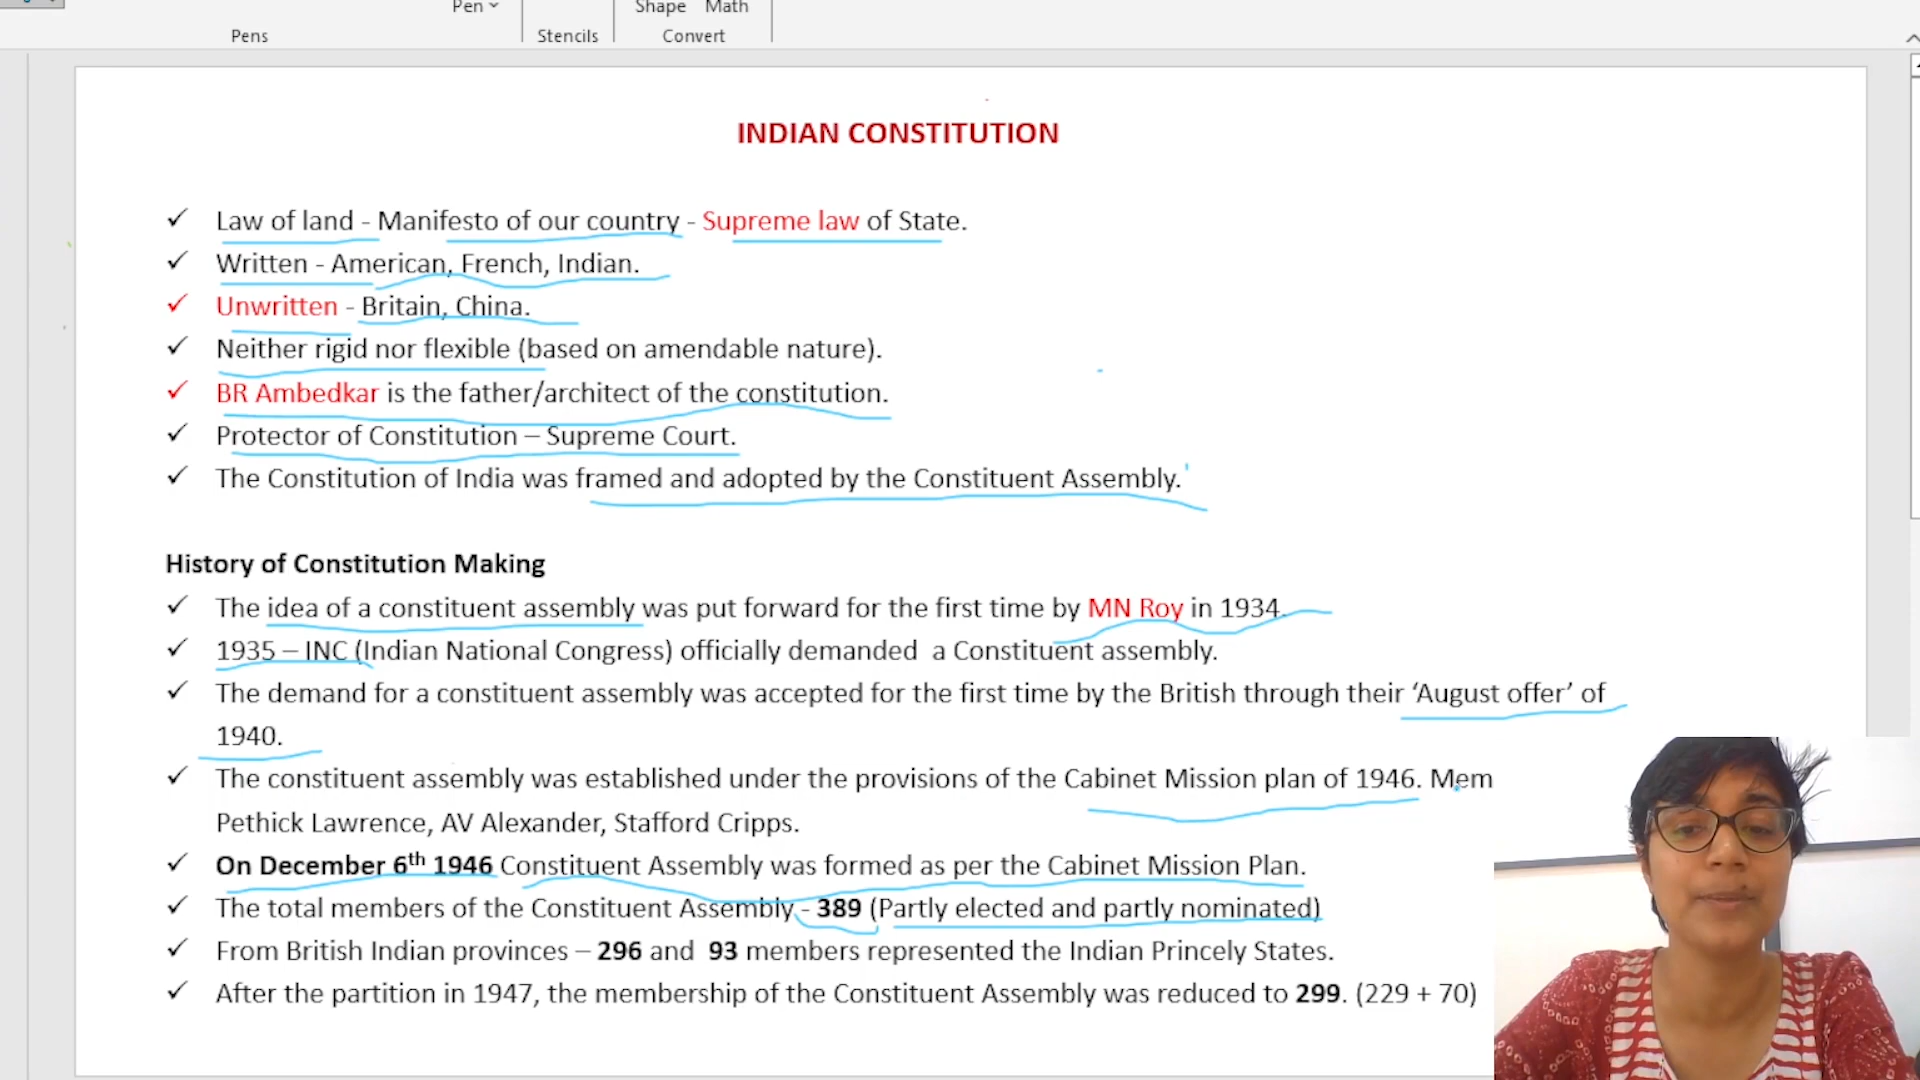 Pen
Shape Math
Pens
Stencils
Convert
INDIAN CONSTITUTION
✓ Law of land - Manifesto of our country - Supreme law of State.
✓ Written - American, French, Indian.
✓ Unwritten - Britain, China.
✓ Neither rigid nor flexible (based on amendable nature).
✓ BR Ambedkar is the father/architect of the constitution.
✓ Protector of Constitution – Supreme Court.
✓ The Constitution of India was framed and adopted by the Constituent Assembly.
History of Constitution Making
✓ The idea of a constituent assembly was put forward for the first time by MN Roy in 1934.
✓ 1935 – INC (Indian National Congress) officially demanded a Constituent assembly.
✓ The demand for a constituent assembly was accepted for the first time by the British through their ‘August offer’ of
1940.
✓ The constituent assembly was established under the provisions of the Cabinet Mission plan of 1946. Mem
Pethick Lawrence, AV Alexander, Stafford Cripps.
✓ On December 6th 1946 Constituent Assembly was formed as per the Cabinet Mission Plan.
✓ The total members of the Constituent Assembly - 389 (Partly elected and partly nominated)
✓ From British Indian provinces – 296 and 93 members represented the Indian Princely States.
✓ After the partition in 1947, the membership of the Constituent Assembly was reduced to 299. (229 + 70)